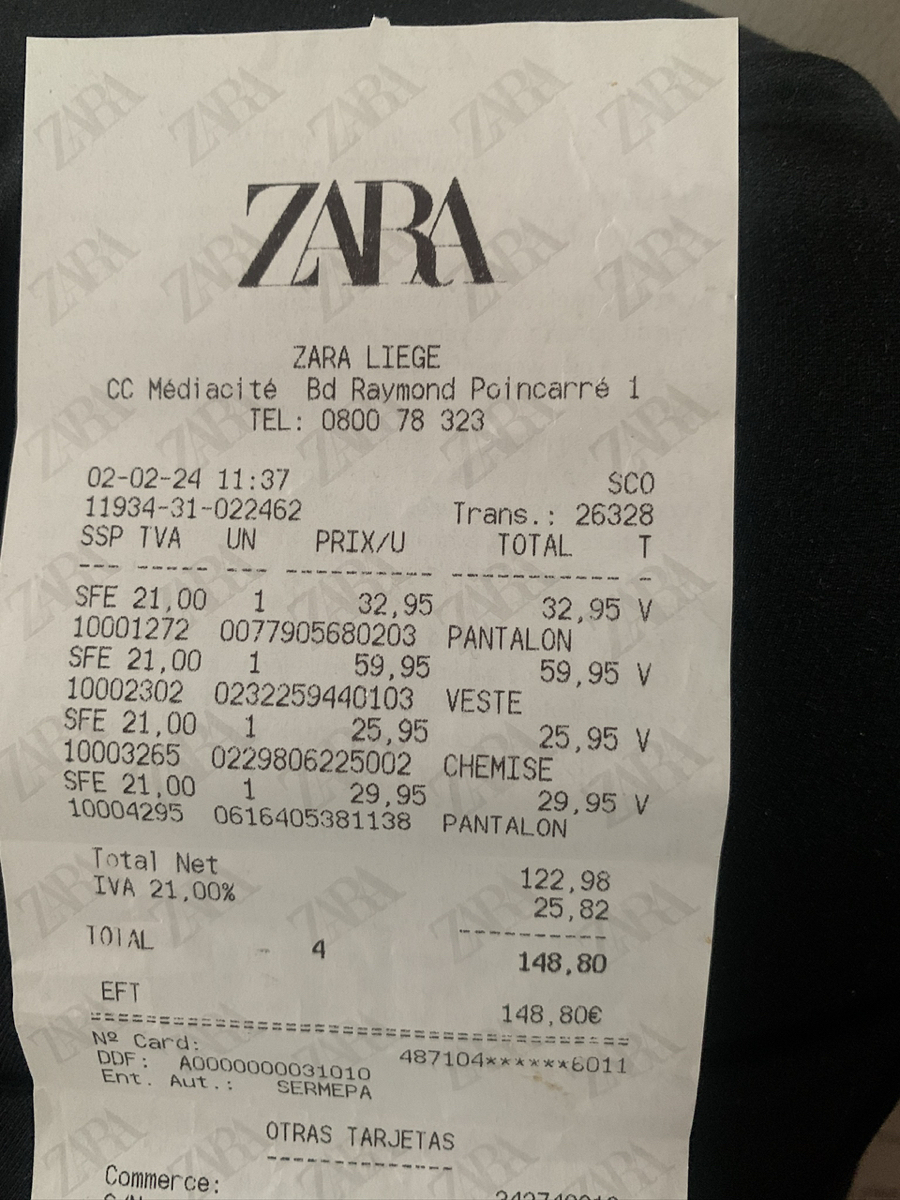 ZARA
ZARA LIEGE
CC Médiacité Bd Raymond Poincarré 1
TEL: 0800 78 323
02-02-24 11:37 SCO
11934-31-022462 Trans.: 26328
SSP TVA UN PRIX/U TOTAL T
--- ----- --- ---------- ------------ -
SFE 21,00 1 32,95 32,95 V
10001272 0077905680203 PANTALON
SFE 21,00 1 59,95 59,95 V
10002302 0232259440103 VESTE
SFE 21,00 1 25,95 25,95 V
10003265 0229806225002 CHEMISE
SFE 21,00 1 29,95 29,95 V
10004295 0616405381138 PANTALON
Total Net 122,98
IVA 21,00% 25,82
-----------
TOTAL 4 148,80
EFT 148,80€
========================================
Nº Card: 487104******6011
DDF: A0000000031010
Ent. Aut.: SERMEPA
OTRAS TARJETAS
--------------
Commerce: